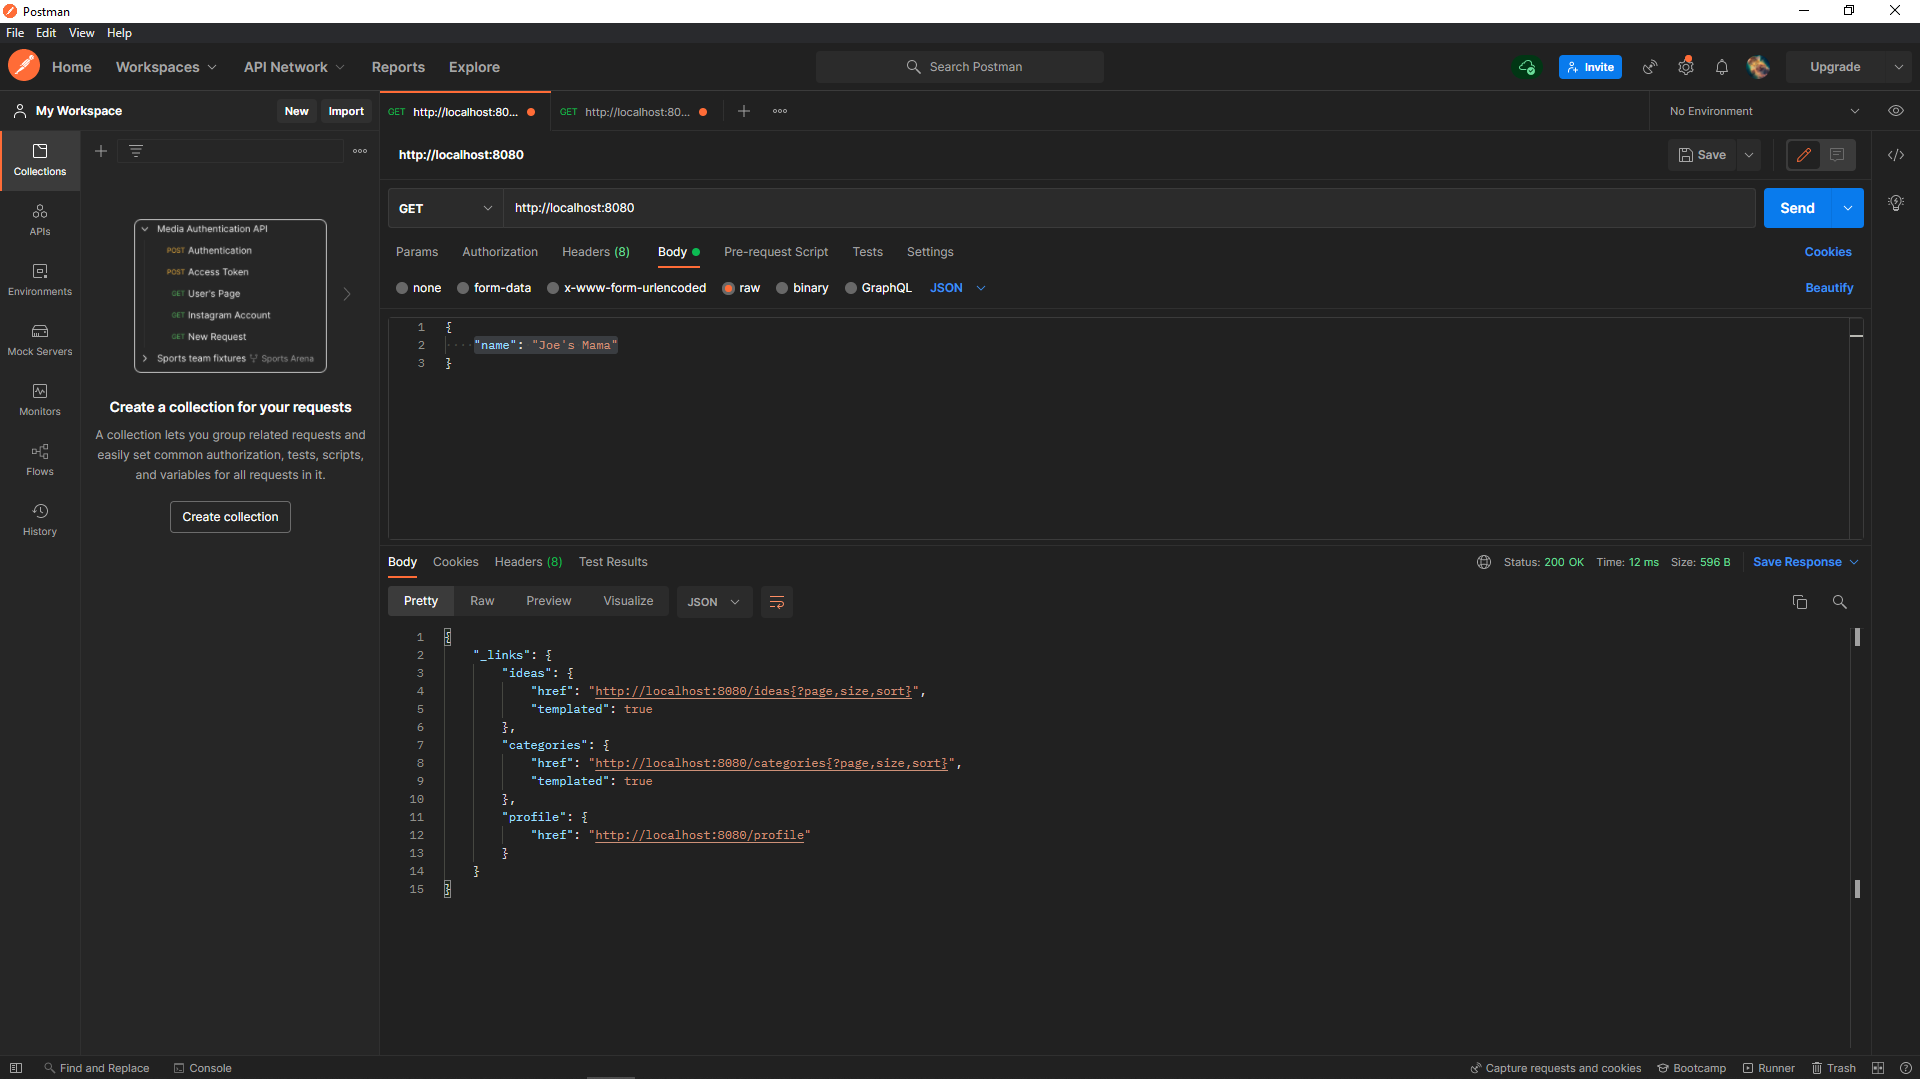 Postman
File Edit View Help
Home Workspaces API Network Reports Explore Search Postman Invite Upgrade
My Workspace New Import GET http://localhost:80... GET http://localhost:80... No Environment
http://localhost:8080 Save
GET http://localhost:8080 Send
Params Authorization Headers (8) Body Pre-request Script Tests Settings Cookies
none form-data x-www-form-urlencoded raw binary GraphQL JSON Beautify
1 {
2 ····"name": "Joe's Mama"
3 }
Collections
APIs
Environments
Mock Servers
Monitors
Flows
History
Media Authentication API
POST Authentication
POST Access Token
GET User's Page
GET Instagram Account
GET New Request
Sports team fixtures Sports Arena
Create a collection for your requests
A collection lets you group related requests and
easily set common authorization, tests, scripts,
and variables for all requests in it.
Create collection
Body Cookies Headers (8) Test Results Status: 200 OK Time: 12 ms Size: 596 B Save Response
Pretty Raw Preview Visualize JSON
1 {
2 "_links": {
3 "ideas": {
4 "href": "http://localhost:8080/ideas{?page,size,sort}",
5 "templated": true
6 },
7 "categories": {
8 "href": "http://localhost:8080/categories{?page,size,sort}",
9 "templated": true
10 },
11 "profile": {
12 "href": "http://localhost:8080/profile"
13 }
14 }
15 }
Find and Replace Console Capture requests and cookies Bootcamp Runner Trash